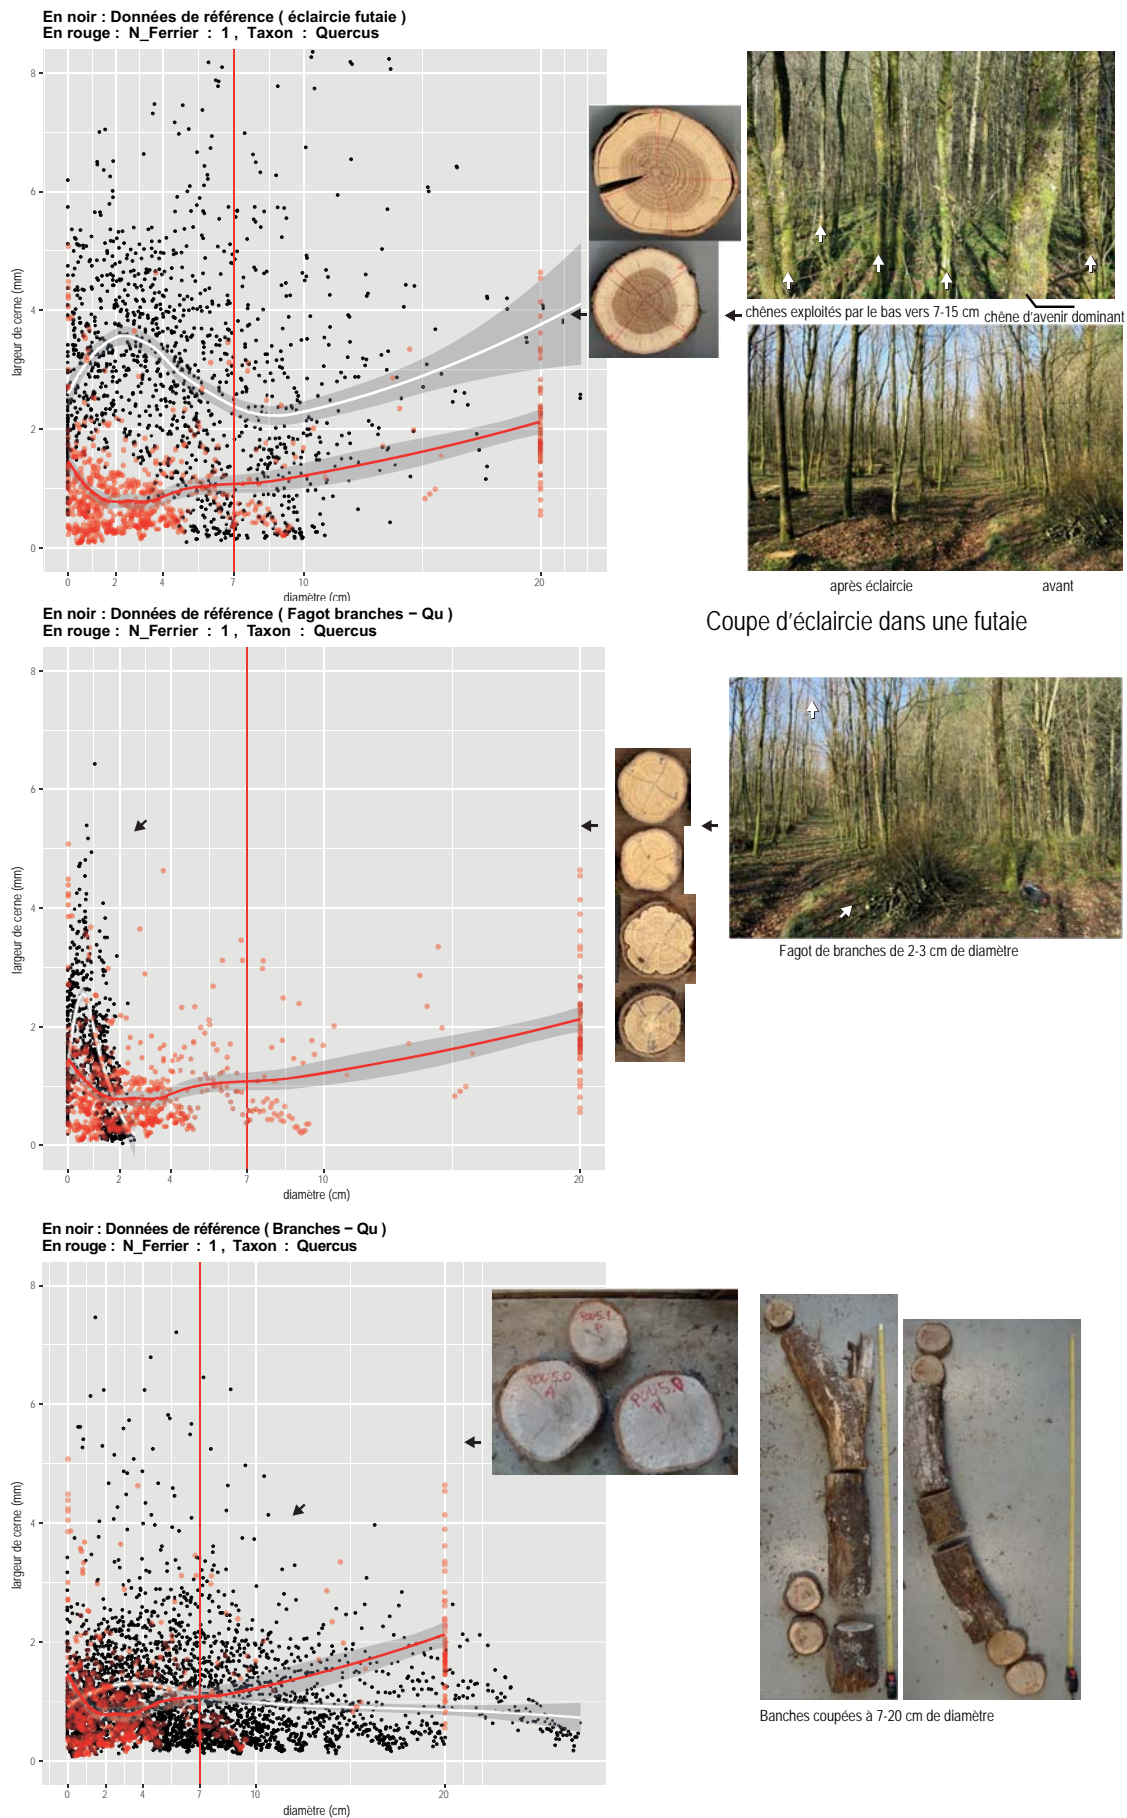 En noir : Données de référence ( éclaircie futaie )
En rouge : N_Ferrier : 1 , Taxon : Quercus
8
6
4
2
0
largeur de cerne (mm)
0 2 4 7 10 20
diamètre (cm)
chênes exploités par le bas vers 7-15 cm
chêne d'avenir dominant
après éclaircie
avant
Coupe d'éclaircie dans une futaie
En noir : Données de référence ( Fagot branches − Qu )
En rouge : N_Ferrier : 1 , Taxon : Quercus
8
6
4
2
0
largeur de cerne (mm)
0 2 4 7 10 20
diamètre (cm)
Fagot de branches de 2-3 cm de diamètre
En noir : Données de référence ( Branches − Qu )
En rouge : N_Ferrier : 1 , Taxon : Quercus
8
6
4
2
0
largeur de cerne (mm)
0 2 4 7 10 20
diamètre (cm)
POU5.0
A
Banches coupées à 7-20 cm de diamètre